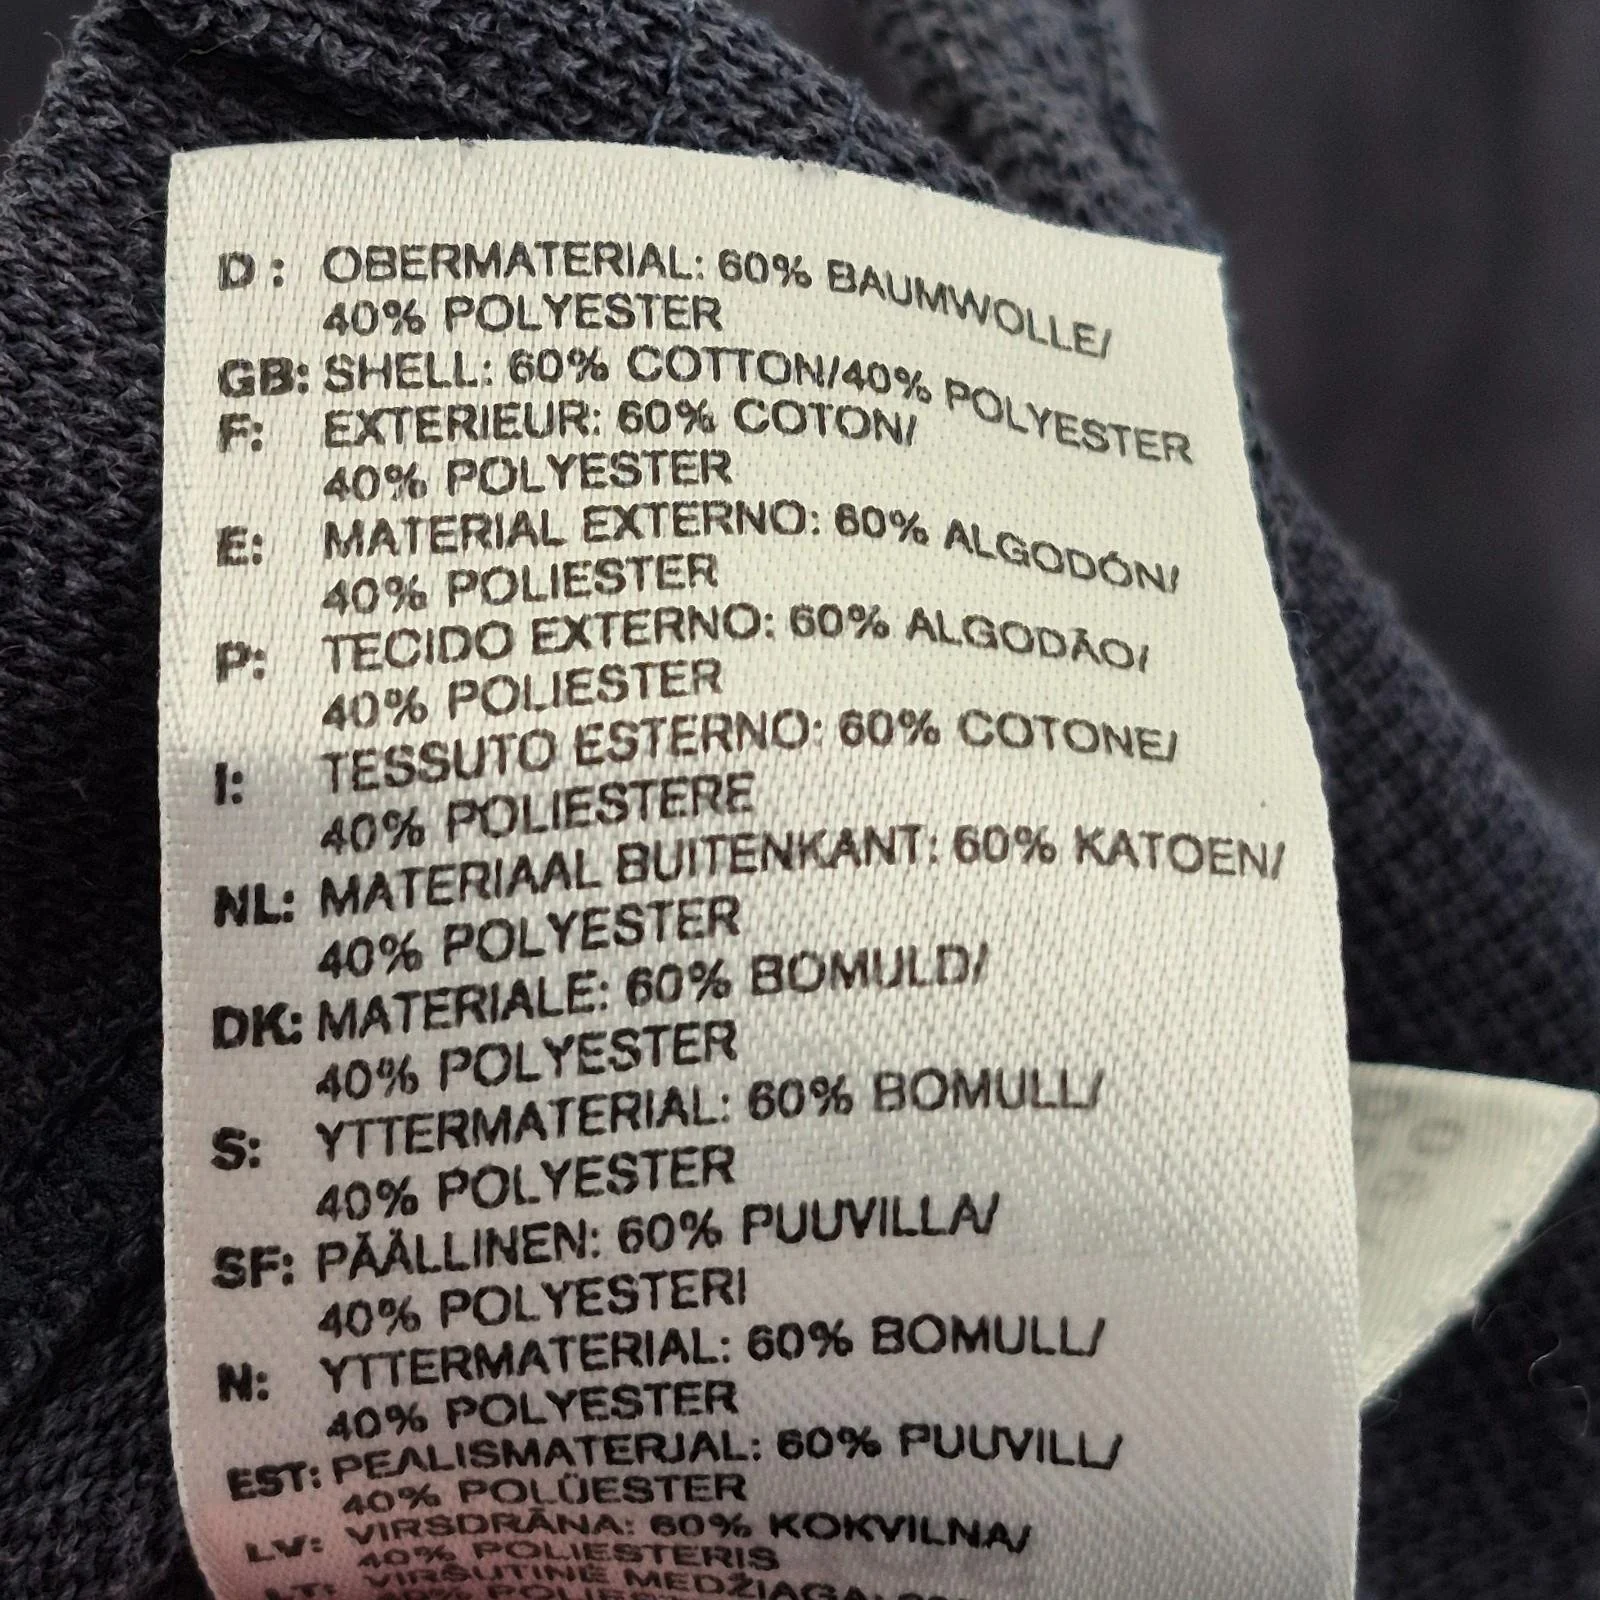 D: OBERMATERIAL: 60% BAUMWOLLE/
40% POLYESTER
GB: SHELL: 60% COTTON/40% POLYESTER
F: EXTERIEUR: 60% COTON/
40% POLYESTER
E: MATERIAL EXTERNO: 60% ALGODÓN/
40% POLIESTER
P: TECIDO EXTERNO: 60% ALGODÃO/
40% POLIESTER
I: TESSUTO ESTERNO: 60% COTONE/
40% POLIESTERE
NL: MATERIAAL BUITENKANT: 60% KATOEN/
40% POLYESTER
DK: MATERIALE: 60% BOMULD/
40% POLYESTER
S: YTTERMATERIAL: 60% BOMULL/
40% POLYESTER
SF: PÄÄLLINEN: 60% PUUVILLA/
40% POLYESTERI
N: YTTERMATERIAL: 60% BOMULL/
40% POLYESTER
EST: PEALISMATERJAL: 60% PUUVILL/
40% POLÜESTER
LV: VIRSDRĀNA: 60% KOKVILNA/
40% POLIESTERIS
LT: VIRŠUTINĖ MEDŽIAGA: